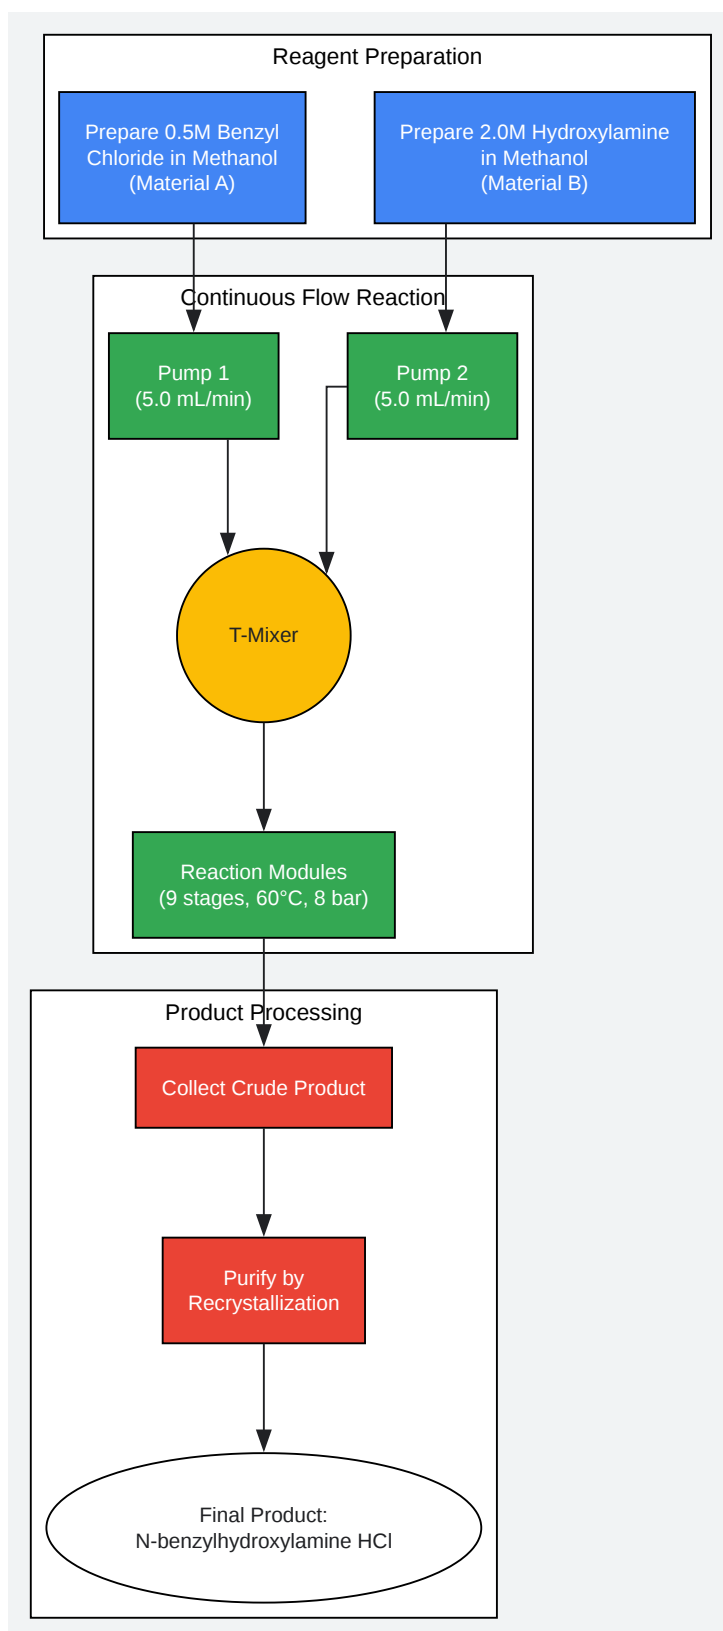 Reagent Preparation
Prepare 0.5M Benzyl
Chloride in Methanol
(Material A)
Prepare 2.0M Hydroxylamine
in Methanol
(Material B)
Continuous Flow Reaction
Pump 1
(5.0 mL/min)
Pump 2
(5.0 mL/min)
T-Mixer
Reaction Modules
(9 stages, 60°C, 8 bar)
Product Processing
Collect Crude Product
Purify by
Recrystallization
Final Product:
N-benzylhydroxylamine HCl